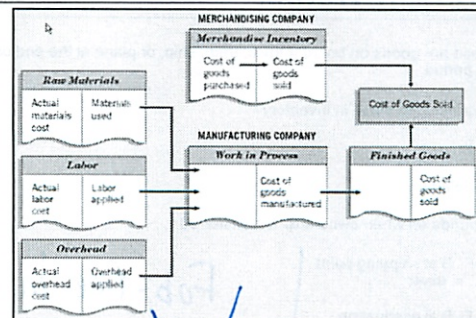 MERCHANDISING COMPANY
Merchandise Inventory
Cost of goods purchased
Cost of goods sold
Raw Materials
Actual materials cost
Materials used
Cost of Goods Sold
MANUFACTURING COMPANY
Labor
Actual labor cost
Labor applied
Work in Process
Cost of goods manufactured
Finished Goods
Cost of goods sold
Overhead
Actual overhead cost
Overhead applied